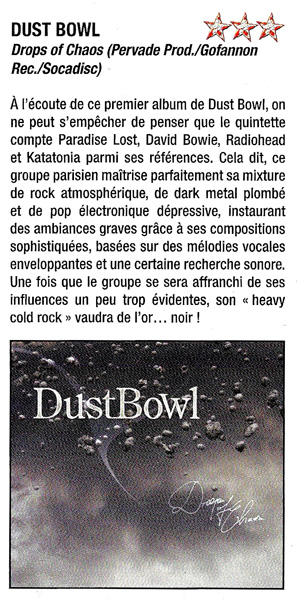 DUST BOWL
Drops of Chaos (Pervade Prod./Gofannon
Rec./Socadisc)
À l'écoute de ce premier album de Dust Bowl, on
ne peut s'empêcher de penser que le quintette
compte Paradise Lost, David Bowie, Radiohead
et Katatonia parmi ses références. Cela dit, ce
groupe parisien maîtrise parfaitement sa mixture
de rock atmosphérique, de dark metal plombé
et de pop électronique dépressive, instaurant
des ambiances graves grâce à ses compositions
sophistiquées, basées sur des mélodies vocales
enveloppantes et une certaine recherche sonore.
Une fois que le groupe se sera affranchi de ses
influences un peu trop évidentes, son « heavy
cold rock » vaudra de l'or… noir !
DustBowl
Drops of Chaos